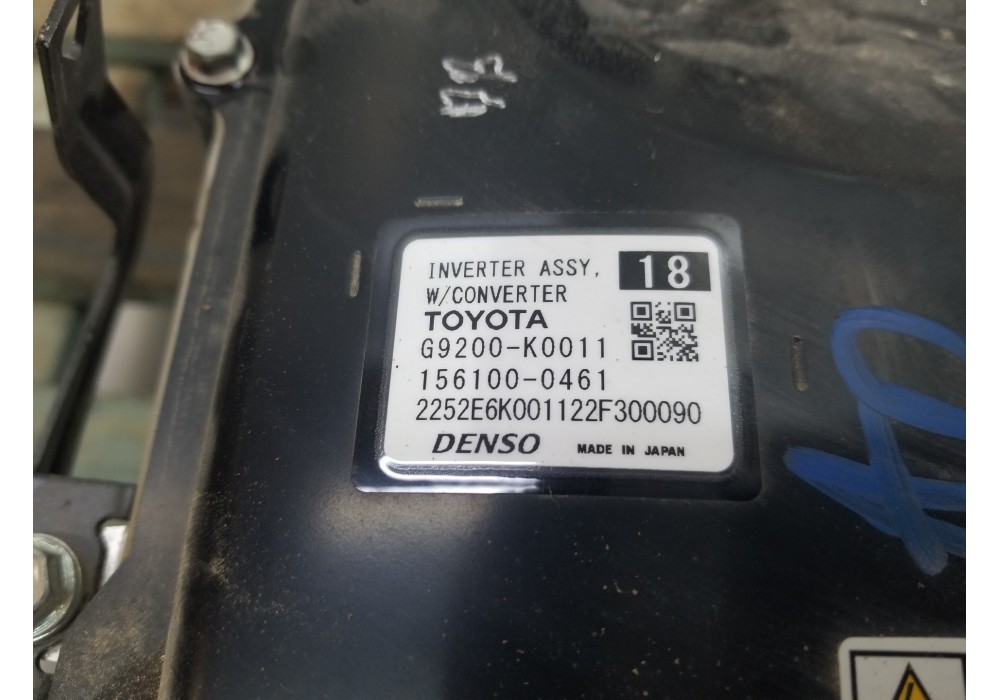 INVERTER ASSY, 18
W/CONVERTER
TOYOTA
G9200-K0011
156100-0461
2252E6K001122F300090
DENSO MADE IN JAPAN